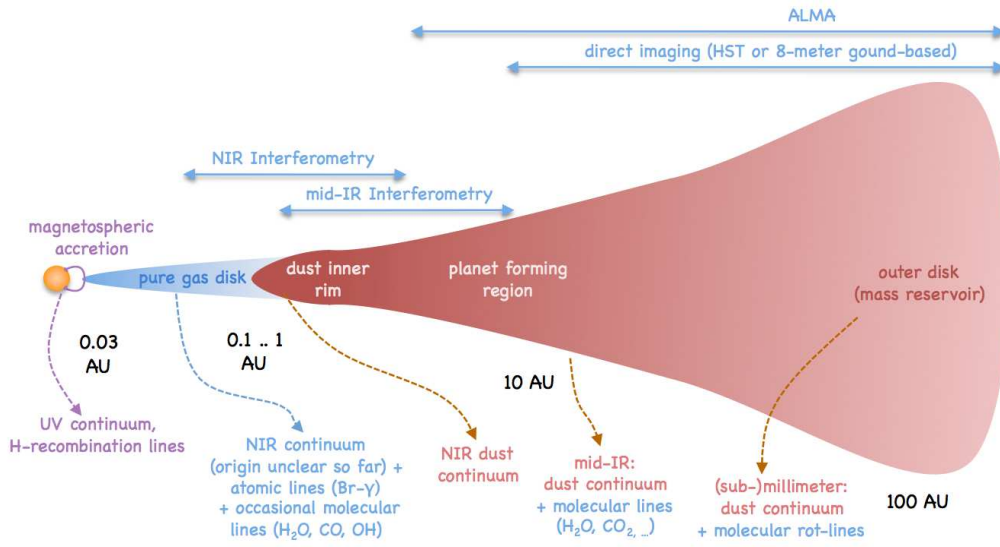 ALMA
direct imaging (HST or 8-meter gound-based)
NIR Interferometry
mid-IR Interferometry
magnetospheric
accretion
pure gas disk
dust inner
rim
planet forming
region
outer disk
(mass reservoir)
0.03
AU
0.1 .. 1
AU
10 AU
100 AU
UV continuum,
H-recombination lines
NIR continuum
(origin unclear so far) +
atomic lines (Br-γ)
+ occasional molecular
lines (H₂O, CO, OH)
NIR dust
continuum
mid-IR:
dust continuum
+ molecular lines
(H₂O, CO₂, …)
(sub-)millimeter:
dust continuum
+ molecular rot-lines